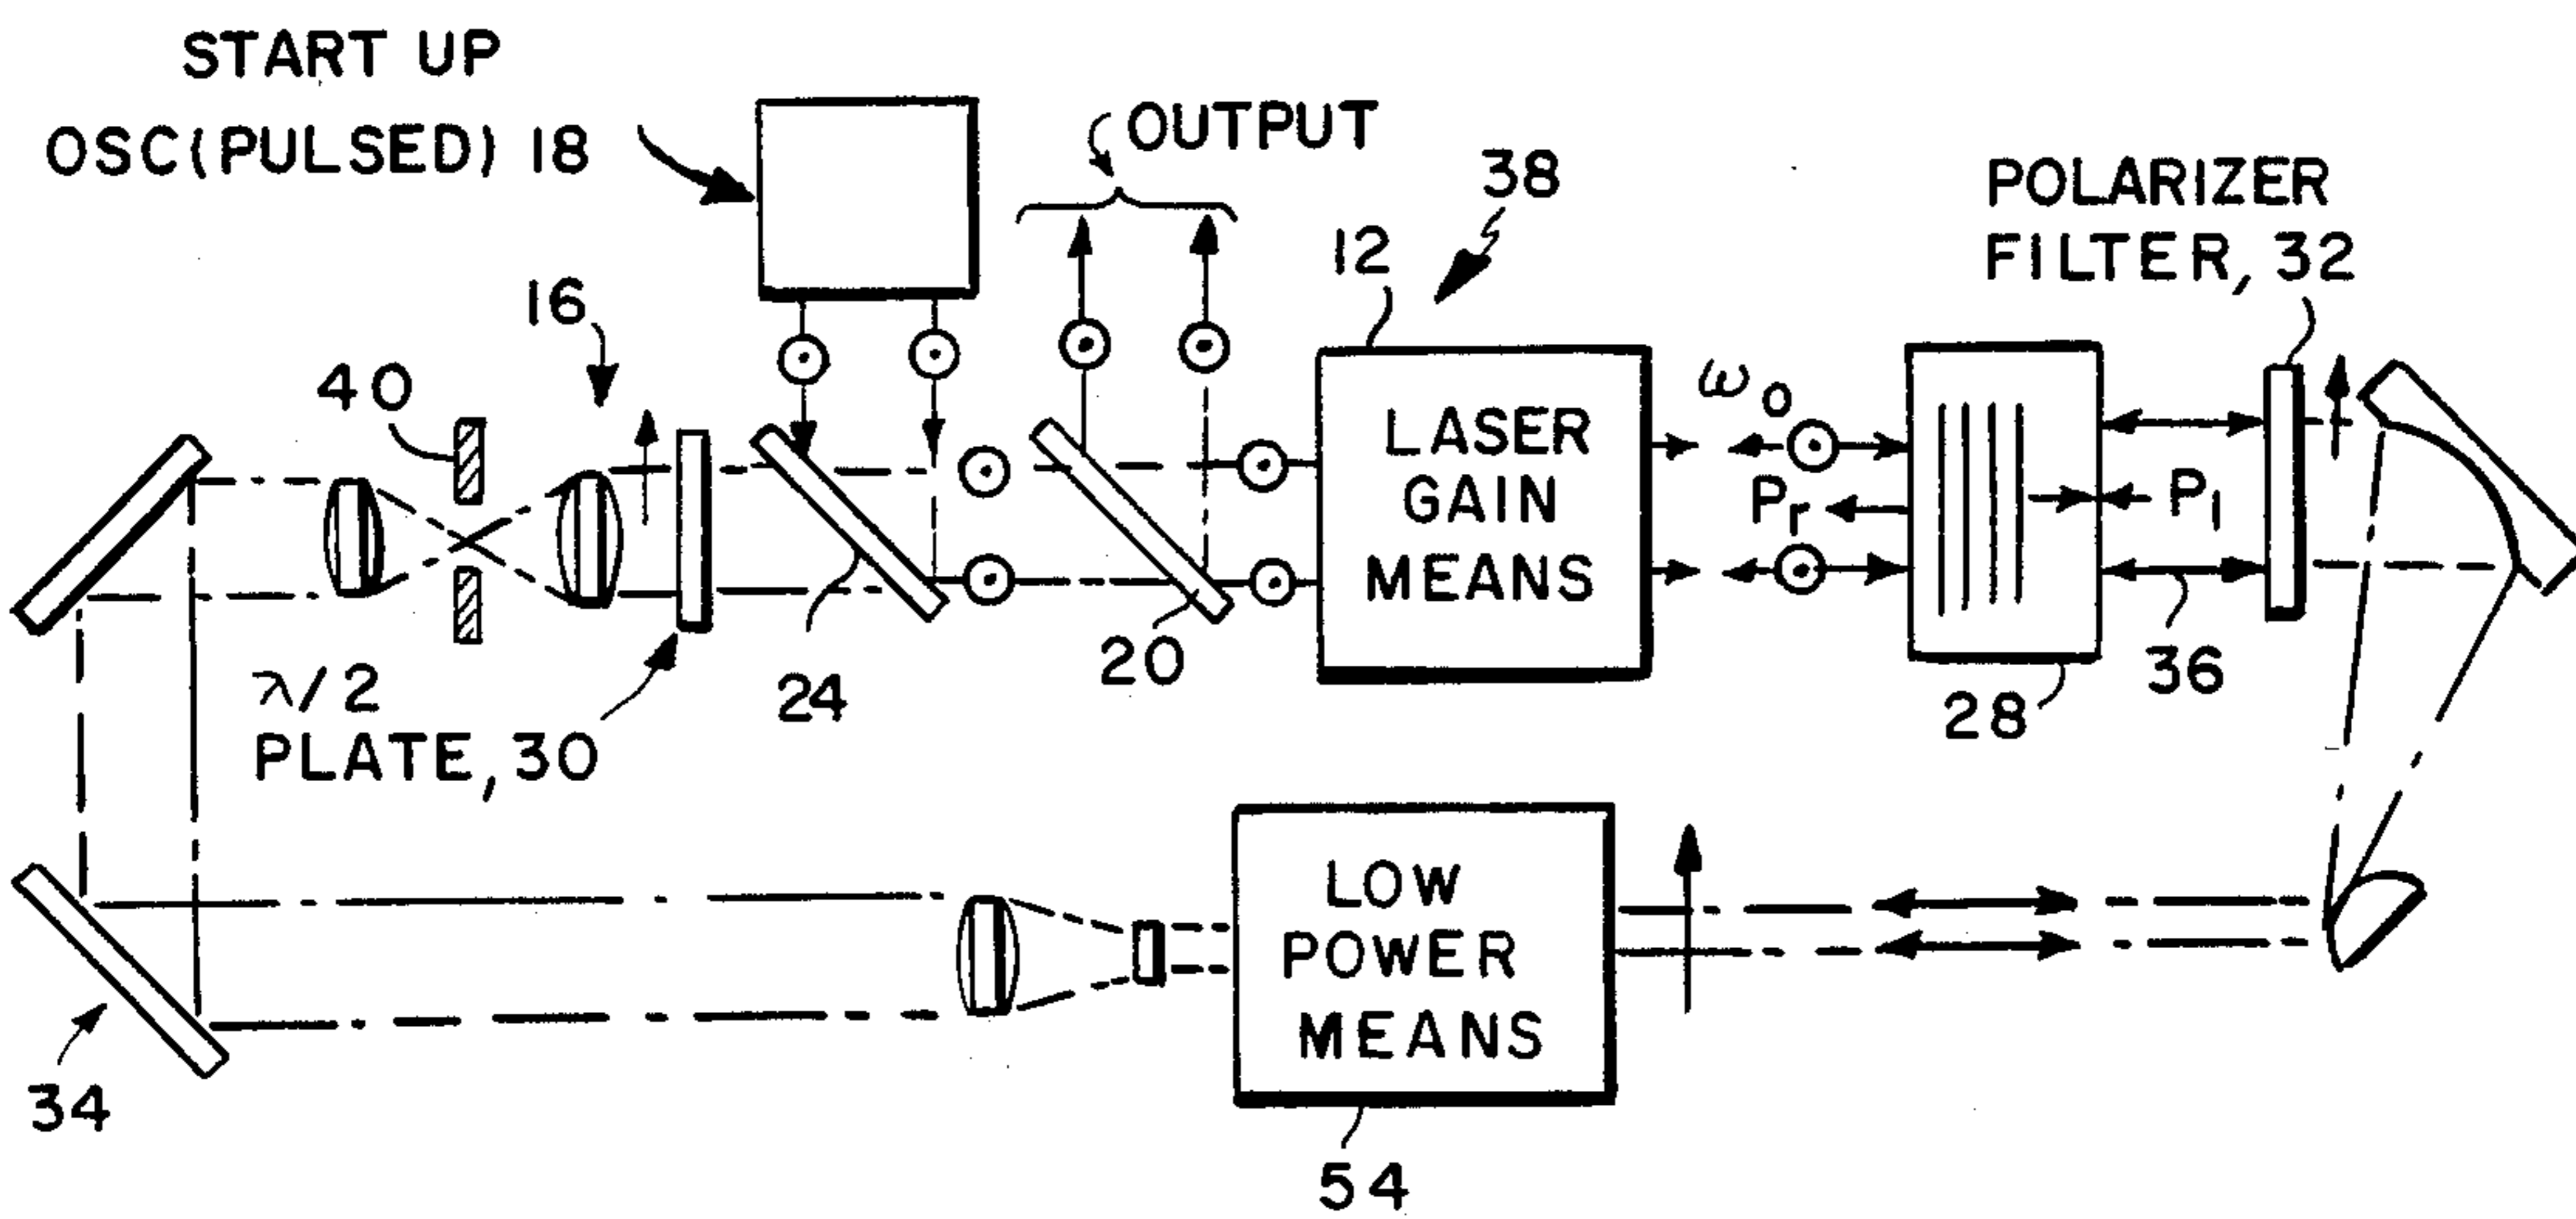 START UP
OSC(PULSED) 18
OUTPUT
38
POLARIZER
FILTER, 32
12
16
40
ω0
LASER
GAIN
MEANS
Pr
P1
λ/2
PLATE, 30
24
20
36
28
LOW
POWER
MEANS
34
54